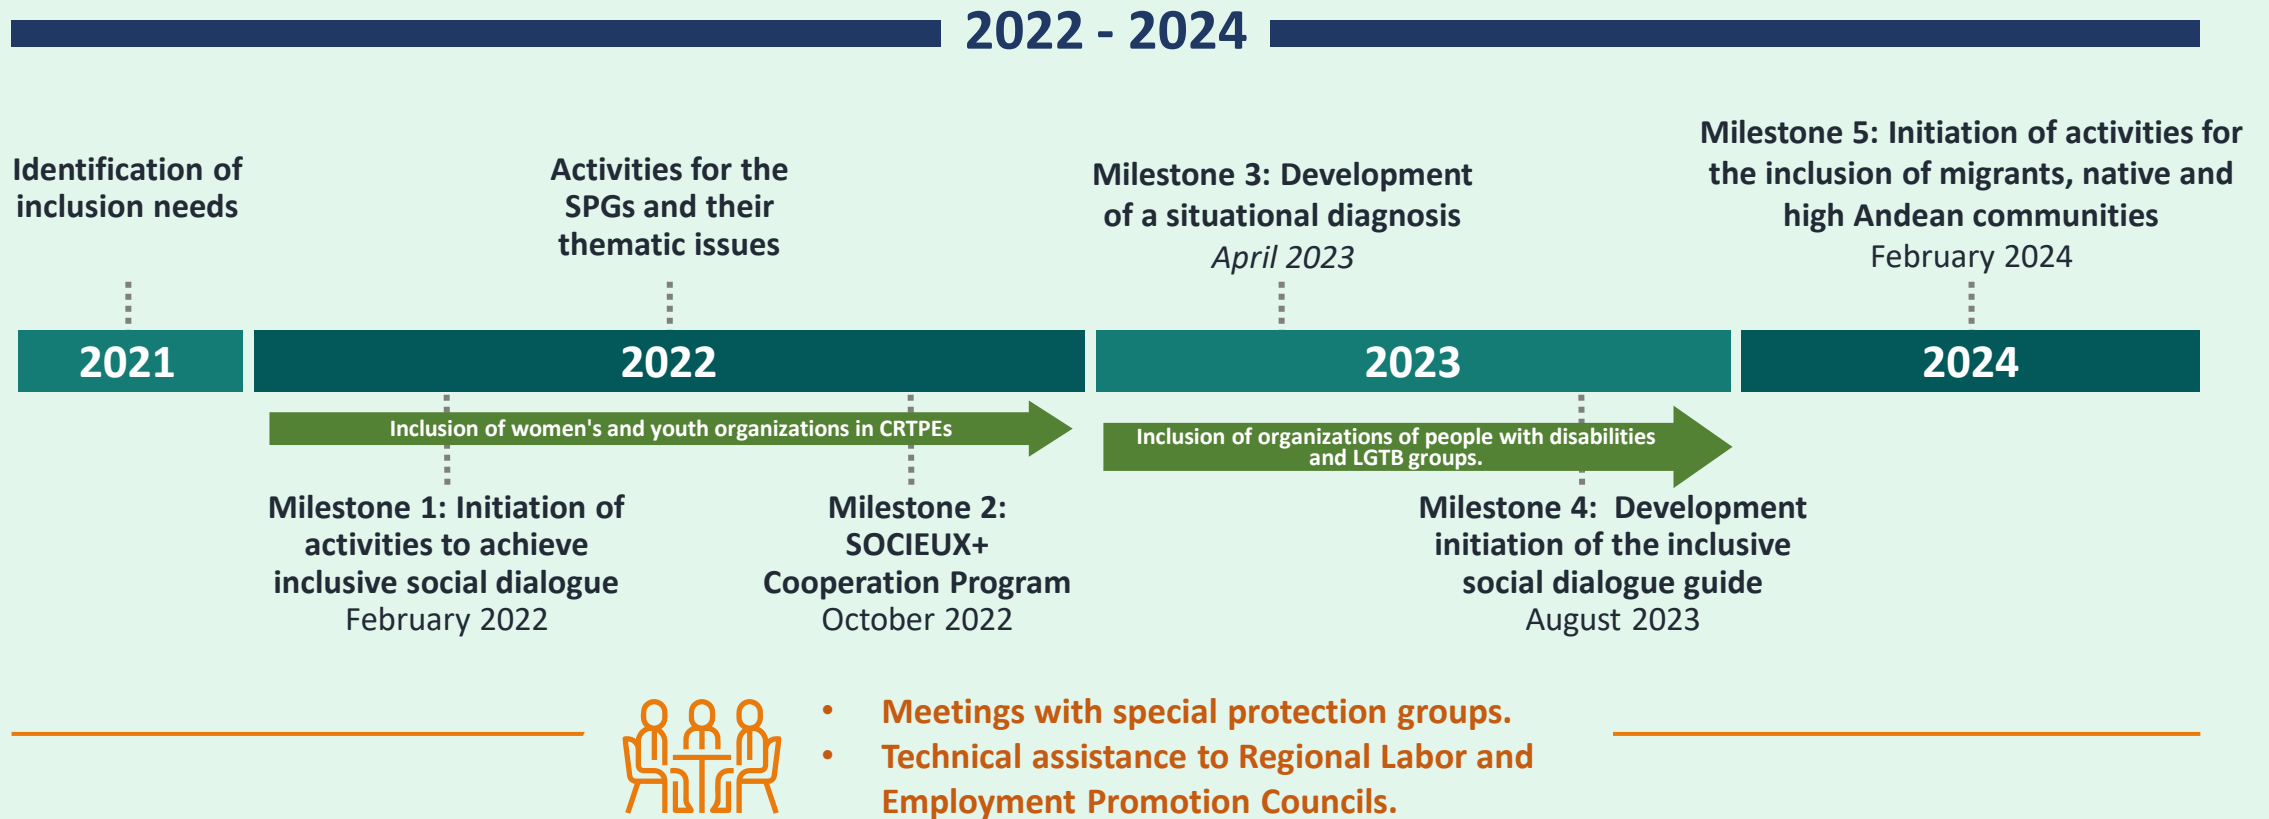 2022 - 2024
Identification of
inclusion needs
Activities for the
SPGs and their
thematic issues
Milestone 3: Development
of a situational diagnosis
April 2023
Milestone 5: Initiation of activities for
the inclusion of migrants, native and
high Andean communities
February 2024
2021
2022
2023
2024
Inclusion of women's and youth organizations in CRTPEs
Inclusion of organizations of people with disabilities
and LGTB groups.
Milestone 1: Initiation of
activities to achieve
inclusive social dialogue
February 2022
Milestone 2:
SOCIEUX+
Cooperation Program
October 2022
Milestone 4:  Development
initiation of the inclusive
social dialogue guide
August 2023
• Meetings with special protection groups.
• Technical assistance to Regional Labor and
Employment Promotion Councils.